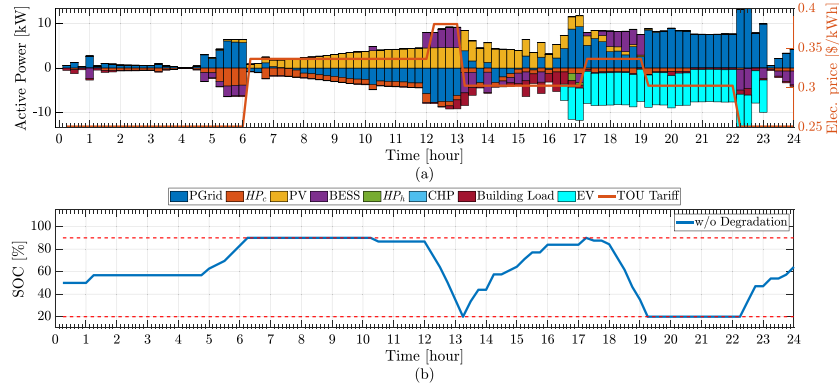 Active Power [kW]
10
0
-10
0.4
0.35
0.3
0.25
Elec. price [$/kWh]
0 1 2 3 4 5 6 7 8 9 10 11 12 13 14 15 16 17 18 19 20 21 22 23 24
Time [hour]
(a)
PGrid HPc PV BESS HPh CHP Building Load EV TOU Tariff
w/o Degradation
SOC [%]
100
80
60
40
20
0 1 2 3 4 5 6 7 8 9 10 11 12 13 14 15 16 17 18 19 20 21 22 23 24
Time [hour]
(b)